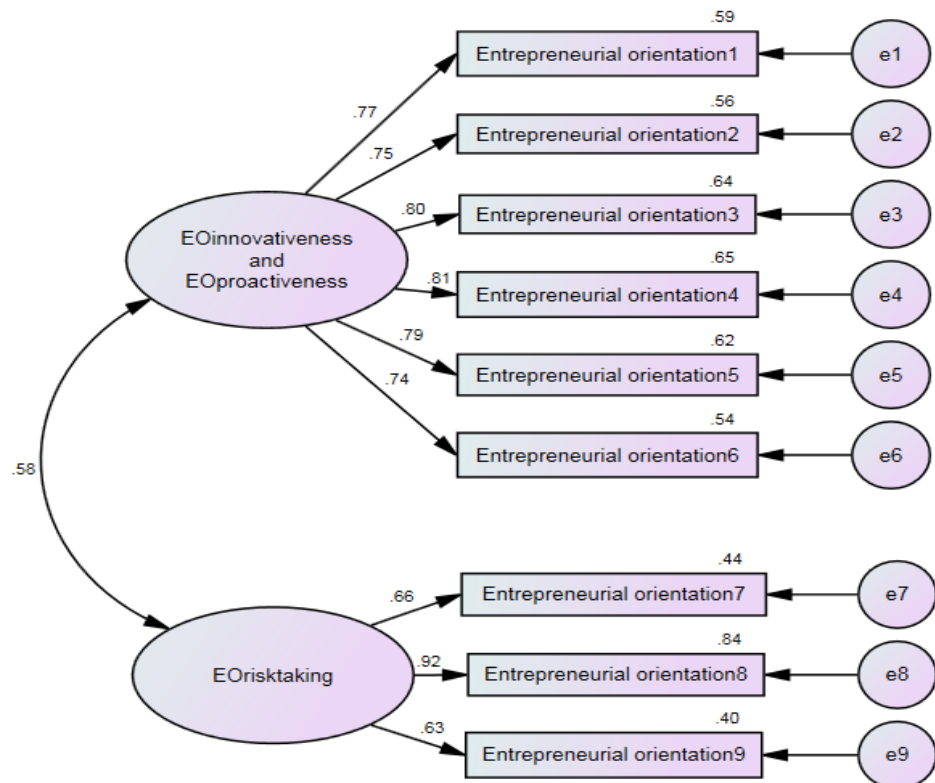 .59
Entrepreneurial orientation1
e1
.77
.56
Entrepreneurial orientation2
e2
.75
.64
Entrepreneurial orientation3
e3
.80
EOinnovativeness
and
EOproactiveness
.65
Entrepreneurial orientation4
e4
.81
.62
Entrepreneurial orientation5
e5
.79
.54
Entrepreneurial orientation6
e6
.74
.58
.44
Entrepreneurial orientation7
e7
.66
.84
Entrepreneurial orientation8
e8
.92
EOrisktaking
.40
Entrepreneurial orientation9
e9
.63